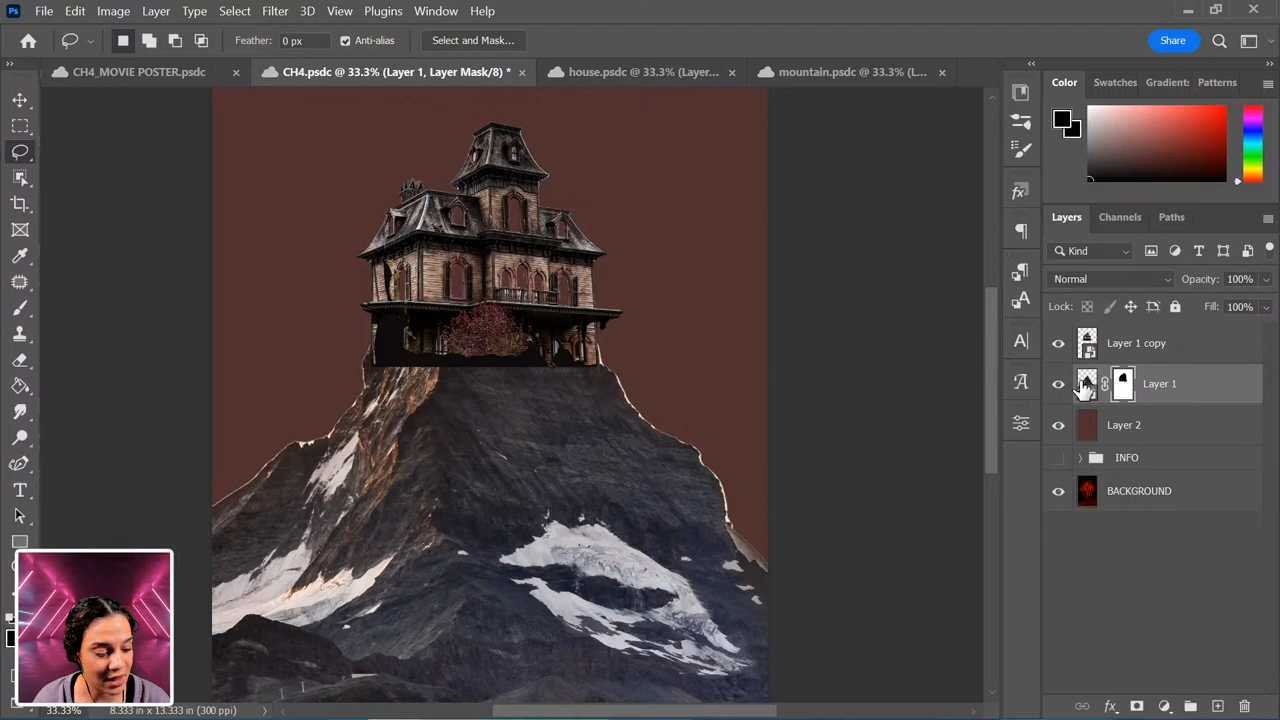 Ps File Edit Image Layer Type Select Filter 3D View Plugins Window Help
Feather: 0 px Anti-alias Select and Mask... Share
CH4_MOVIE POSTER.psdc × CH4.psdc @ 33.3% (Layer 1, Layer Mask/8) * × house.psdc @ 33.3% (Layer... × mountain.psdc @ 33.3% (L... ×
Color Swatches Gradient: Patterns
Layers Channels Paths
Kind
Normal Opacity: 100%
Lock: Fill: 100%
Layer 1 copy
Layer 1
Layer 2
INFO
BACKGROUND
33.33% 8.333 in x 13.333 in (300 ppi)